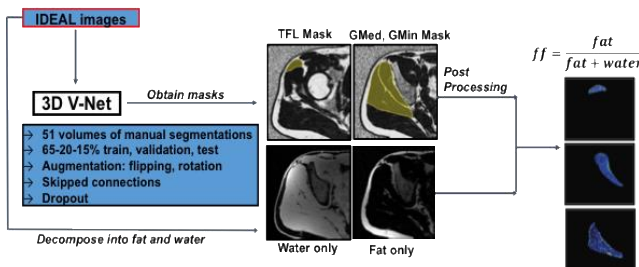 IDEAL images
TFL Mask
GMed, GMin Mask
ff = fat / fat + water
3D V-Net
Obtain masks
Post
Processing
→ 51 volumes of manual segmentations
→ 65-20-15% train, validation, test
→ Augmentation: flipping, rotation
→ Skipped connections
→ Dropout
Decompose into fat and water
Water only
Fat only